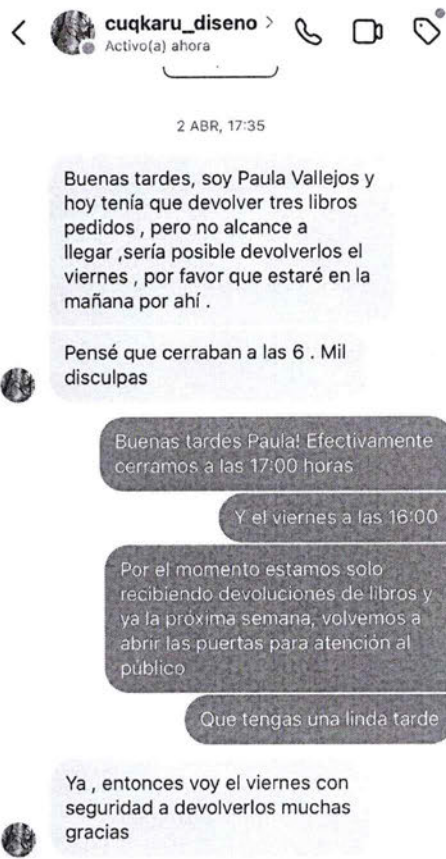 cuqkaru_diseno >
Activo(a) ahora
2 ABR, 17:35
Buenas tardes, soy Paula Vallejos y
hoy tenía que devolver tres libros
pedidos , pero no alcance a
llegar ,sería posible devolverlos el
viernes , por favor que estaré en la
mañana por ahí .
Pensé que cerraban a las 6 . Mil
disculpas
Buenas tardes Paula! Efectivamente
cerramos a las 17:00 horas
Y el viernes a las 16:00
Por el momento estamos solo
recibiendo devoluciones de libros y
ya la próxima semana, volvemos a
abrir las puertas para atención al
público
Que tengas una linda tarde
Ya , entonces voy el viernes con
seguridad a devolverlos muchas
gracias